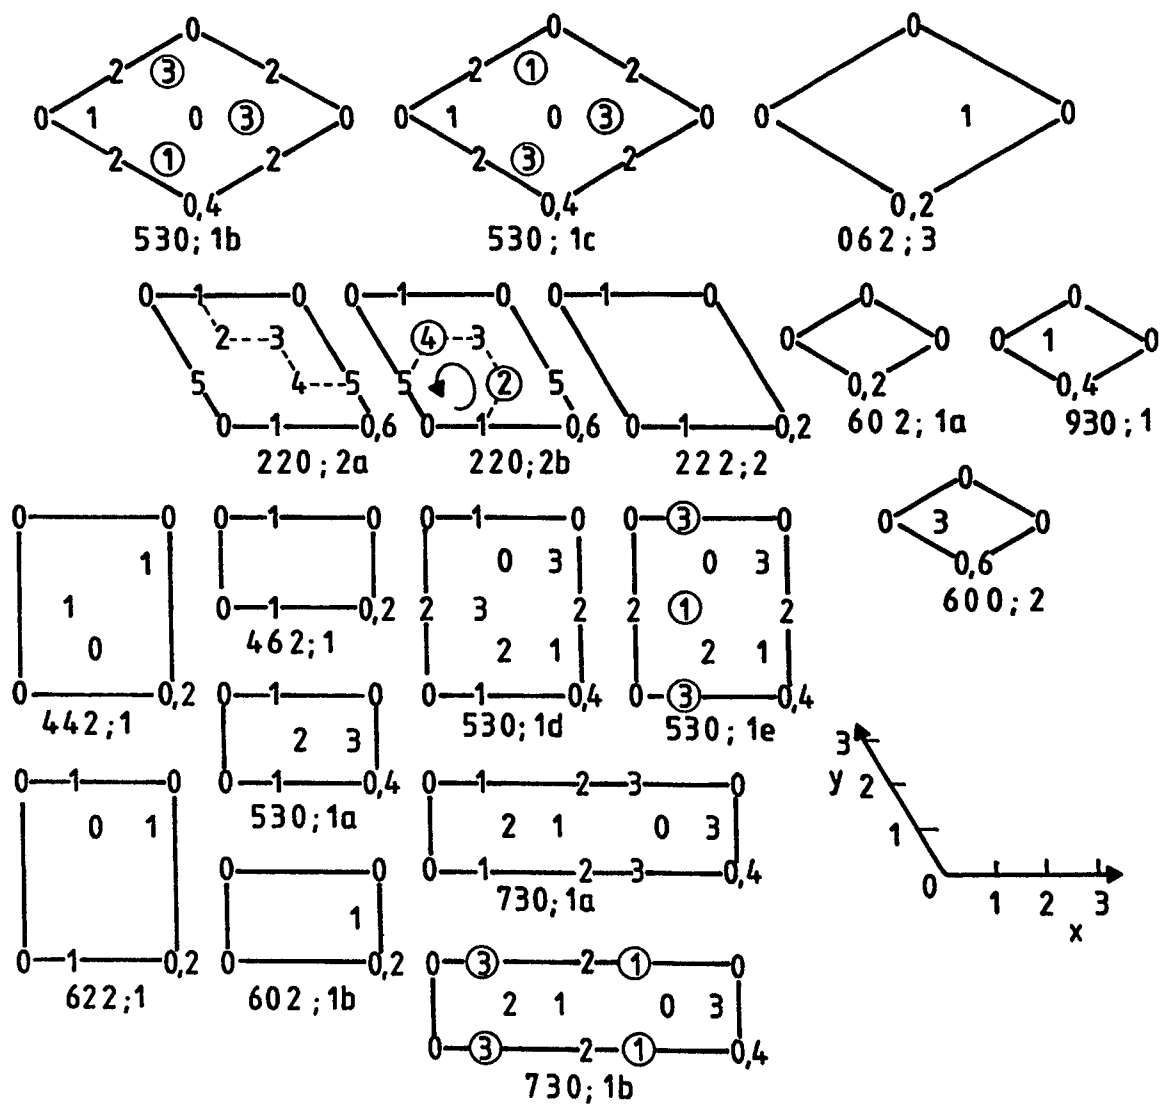 0 0 0
2 ③ 2 2 ① 2
0 1 0 ③ 0 0 1 0 ③ 0 0 1 0
2 ① 2 2 ③ 2
0,4 0,4 0,2
530; 1b 530; 1c 062; 3
0 1 0 0 1 0 0 1 0 0 0
2 3 ④ 3 0 0 0 1 0
5 4 5 5 ② 5 0,2 0,4
0 1 0,6 0 1 0,6 0 1 0,2 602; 1a 930; 1
220; 2a 220; 2b 222; 2
0
0 0 0 1 0 0 1 0 0 ③ 0 0 3 0
1 0 3 0 3 0,6
1 0 1 0,2 2 3 2 2 ① 2 600; 2
0 462; 1 2 1 2 1
0 0,2 0 1 0 0 1 0,4 0 ③ 0,4
442; 1 530; 1d 530; 1e
2 3 3
0 1 0 0 1 0,4 0 1 2 3 0 y 2
0 1 530; 1a 2 1 0 3 1
0 0 0 1 2 3 0,4 0 1 2 3
1 730; 1a x
0 1 0,2 0 0,2 0 ③ 2 ① 0
622; 1 602; 1b 2 1 0 3
0 ③ 2 ① 0,4
730; 1b